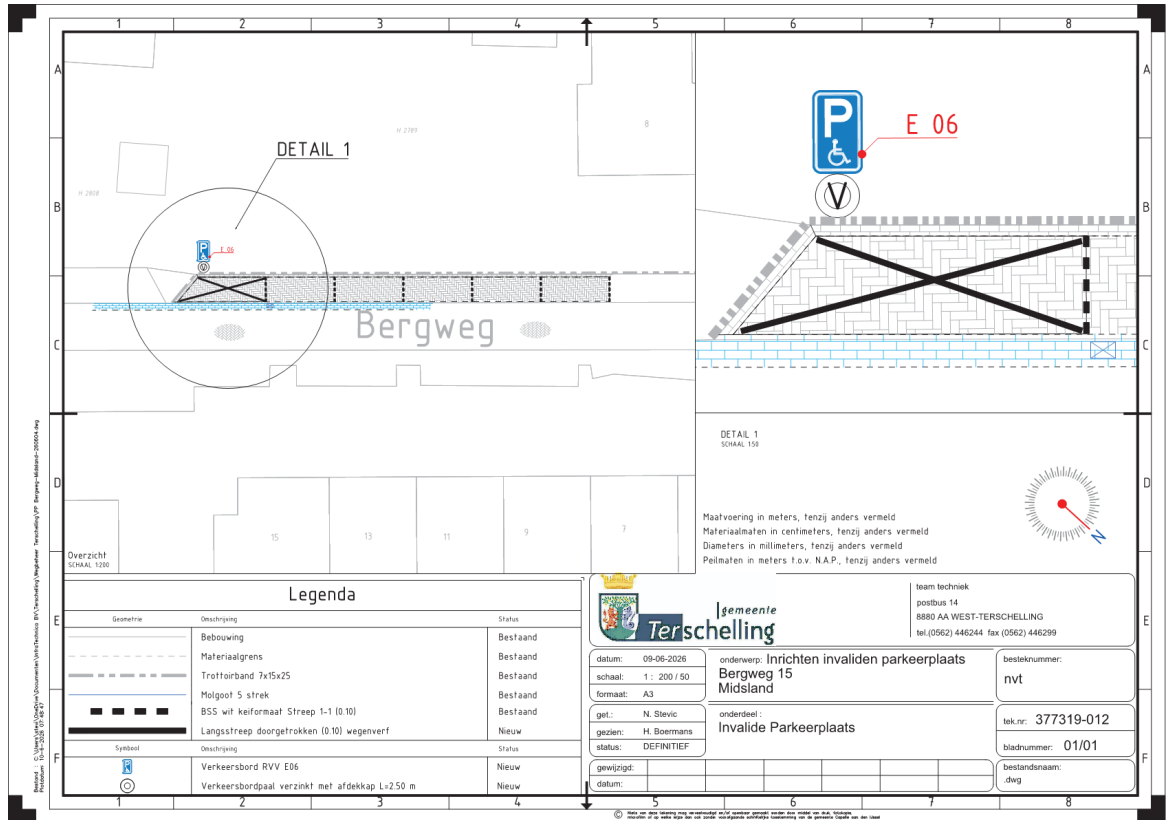 1 2 3 4 5 6 7 8
A A
B B
C C
D D
E E
F F
DETAIL 1
H 2789
H 2808
8
E 06
Bergweg
15 13 11 9 7
Overzicht
SCHAAL 1:200
P
E 06
V
DETAIL 1
SCHAAL 1:50
N
Maatvoering in meters, tenzij anders vermeld
Materiaalmaten in centimeters, tenzij anders vermeld
Diameters in millimeters, tenzij anders vermeld
Peilmaten in meters t.o.v. N.A.P., tenzij anders vermeld
Legenda
Geometrie Omschrijving Status
Bebouwing Bestaand
Materiaalgrens Bestaand
Trottoirband 7x15x25 Bestaand
Molgoot 5 strek Bestaand
BSS wit keiformaat Streep 1-1 (0.10) Bestaand
Langsstreep doorgetrokken (0.10) wegenverf Nieuw
Symbool Omschrijving Status
Verkeersbord RVV E06 Nieuw
Verkeersbordpaal verzinkt met afdekkap L=2.50 m Nieuw
gemeente
Terschelling
team techniek
postbus 14
8880 AA WEST-TERSCHELLING
tel.(0562) 446244 fax (0562) 446299
datum: 09-06-2026
schaal: 1 : 200 / 50
formaat: A3
onderwerp: Inrichten invaliden parkeerplaats
Bergweg 15
Midsland
besteknummer:
nvt
get.: N. Stevic
gezien: H. Boermans
status: DEFINITIEF
onderdeel :
Invalide Parkeerplaats
tek.nr: 377319-012
bladnummer: 01/01
gewijzigd:
datum:
bestandsnaam:
.dwg
1 2 3 4 5 6 7 8